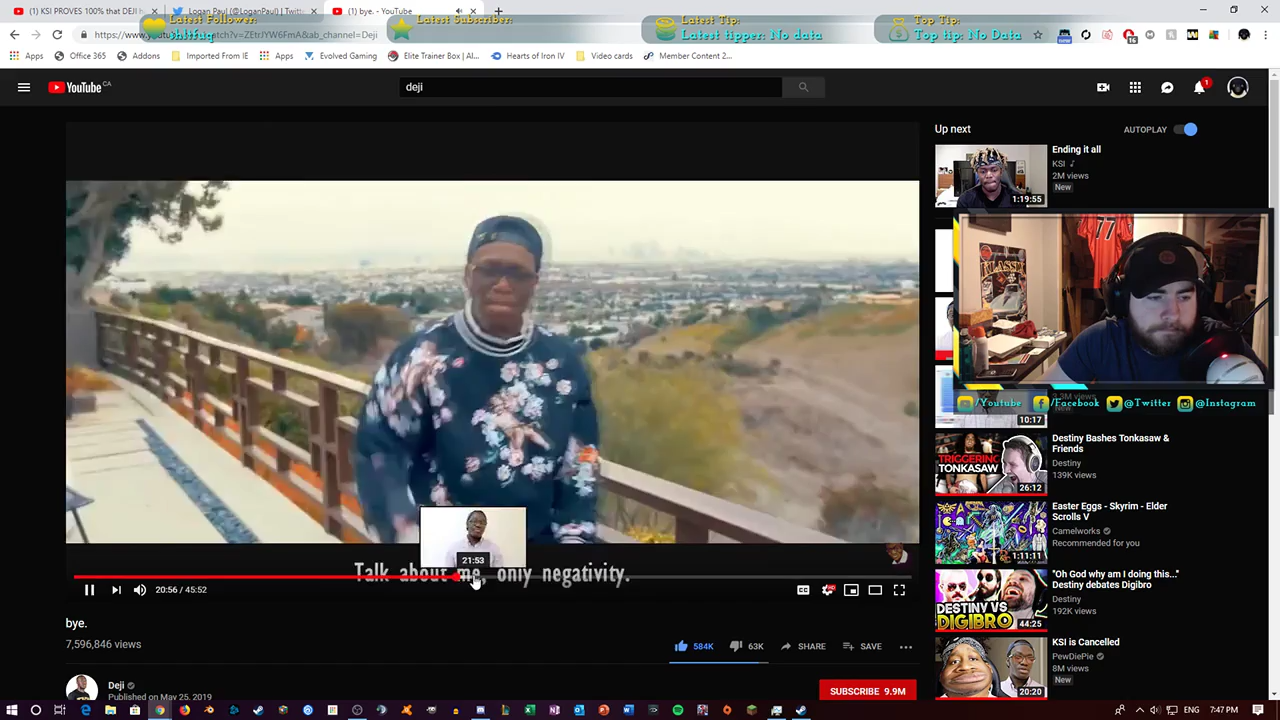 (1) KSI PROVES 100% that DEJI b
Logan Paul (@LoganPaul) | Twitt
(1) bye. - YouTube
Latest Follower:
Latest Subscriber:
Latest Tip:
Latest tipper: No data
Top Tip:
Top tip: No Data
Apps
Office 365
Addons
Imported From IE
Apps
Evolved Gaming
Elite Trainer Box | Al...
Hearts of Iron IV
Video cards
Member Content 2...
YouTube CA
deji
1
Up next
AUTOPLAY
Ending it all
KSI
2M views
New
1:19:55
77
/Youtube
/Facebook
@Twitter
@Instagram
10:17
Destiny Bashes Tonkasaw &
Friends
Destiny
139K views
TRIGGERING
TONKASAW
26:12
Easter Eggs - Skyrim - Elder
Scrolls V
Camelworks
Recommended for you
1:11:11
"Oh God why am I doing this..."
Destiny debates Digibro
Destiny
192K views
DESTINY VS
DIGIBRO
44:25
KSI is Cancelled
PewDiePie
8M views
New
20:20
21:53
Talk about me, only negativity.
20:56 / 45:52
CC
HD
bye.
7,596,846 views
584K
63K
SHARE
SAVE
Deji
Published on May 25, 2019
SUBSCRIBE 9.9M
ENG
7:47 PM